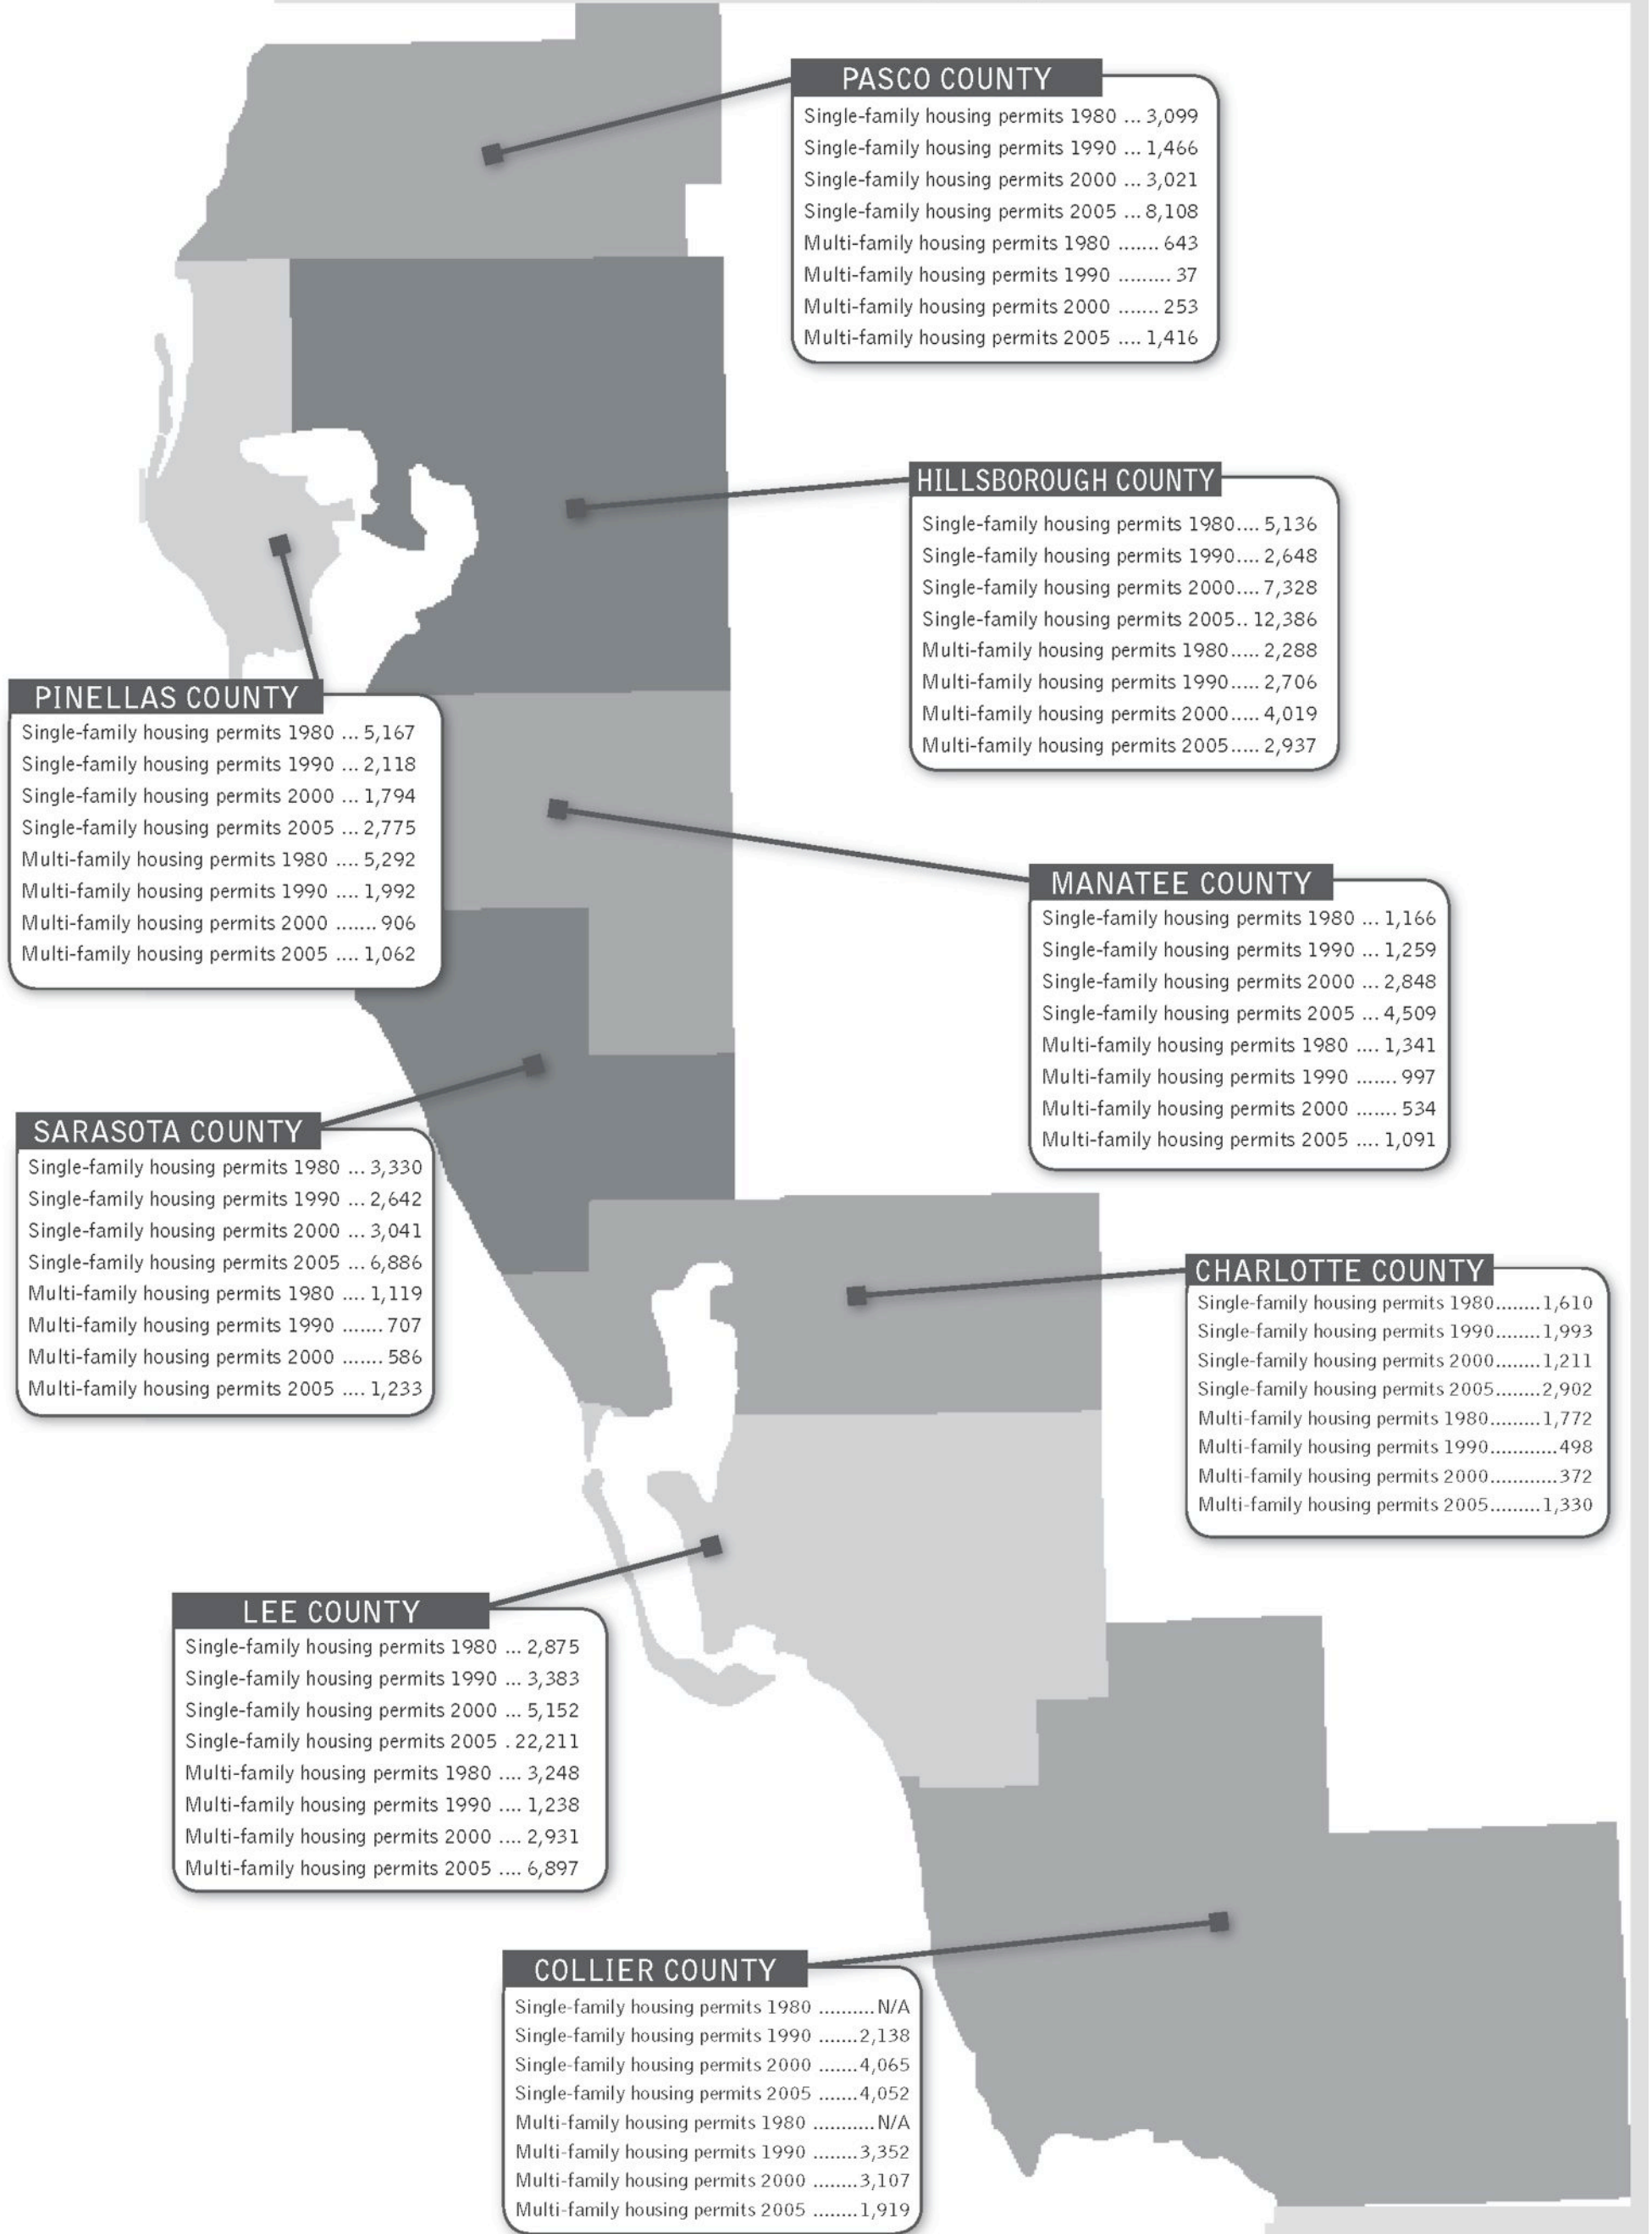 PASCO COUNTY
Single-family housing permits 1980 ... 3,099
Single-family housing permits 1990 ... 1,466
Single-family housing permits 2000 ... 3,021
Single-family housing permits 2005 ... 8,108
Multi-family housing permits 1980 ....... 643
Multi-family housing permits 1990 ......... 37
Multi-family housing permits 2000 ....... 253
Multi-family housing permits 2005 .... 1,416
HILLSBOROUGH COUNTY
Single-family housing permits 1980.... 5,136
Single-family housing permits 1990.... 2,648
Single-family housing permits 2000.... 7,328
Single-family housing permits 2005.. 12,386
Multi-family housing permits 1980..... 2,288
Multi-family housing permits 1990..... 2,706
Multi-family housing permits 2000..... 4,019
Multi-family housing permits 2005..... 2,937
PINELLAS COUNTY
Single-family housing permits 1980 ... 5,167
Single-family housing permits 1990 ... 2,118
Single-family housing permits 2000 ... 1,794
Single-family housing permits 2005 ... 2,775
Multi-family housing permits 1980 .... 5,292
Multi-family housing permits 1990 .... 1,992
Multi-family housing permits 2000 ....... 906
Multi-family housing permits 2005 .... 1,062
MANATEE COUNTY
Single-family housing permits 1980 ... 1,166
Single-family housing permits 1990 ... 1,259
Single-family housing permits 2000 ... 2,848
Single-family housing permits 2005 ... 4,509
Multi-family housing permits 1980 .... 1,341
Multi-family housing permits 1990 ....... 997
Multi-family housing permits 2000 ....... 534
Multi-family housing permits 2005 .... 1,091
SARASOTA COUNTY
Single-family housing permits 1980 ... 3,330
Single-family housing permits 1990 ... 2,642
Single-family housing permits 2000 ... 3,041
Single-family housing permits 2005 ... 6,886
Multi-family housing permits 1980 .... 1,119
Multi-family housing permits 1990 ....... 707
Multi-family housing permits 2000 ....... 586
Multi-family housing permits 2005 .... 1,233
CHARLOTTE COUNTY
Single-family housing permits 1980........1,610
Single-family housing permits 1990........1,993
Single-family housing permits 2000........1,211
Single-family housing permits 2005........2,902
Multi-family housing permits 1980.........1,772
Multi-family housing permits 1990............498
Multi-family housing permits 2000............372
Multi-family housing permits 2005.........1,330
LEE COUNTY
Single-family housing permits 1980 ... 2,875
Single-family housing permits 1990 ... 3,383
Single-family housing permits 2000 ... 5,152
Single-family housing permits 2005 . 22,211
Multi-family housing permits 1980 .... 3,248
Multi-family housing permits 1990 .... 1,238
Multi-family housing permits 2000 .... 2,931
Multi-family housing permits 2005 .... 6,897
COLLIER COUNTY
Single-family housing permits 1980 ..........N/A
Single-family housing permits 1990 .......2,138
Single-family housing permits 2000 .......4,065
Single-family housing permits 2005 .......4,052
Multi-family housing permits 1980 ...........N/A
Multi-family housing permits 1990 ........3,352
Multi-family housing permits 2000 ........3,107
Multi-family housing permits 2005 ........1,919